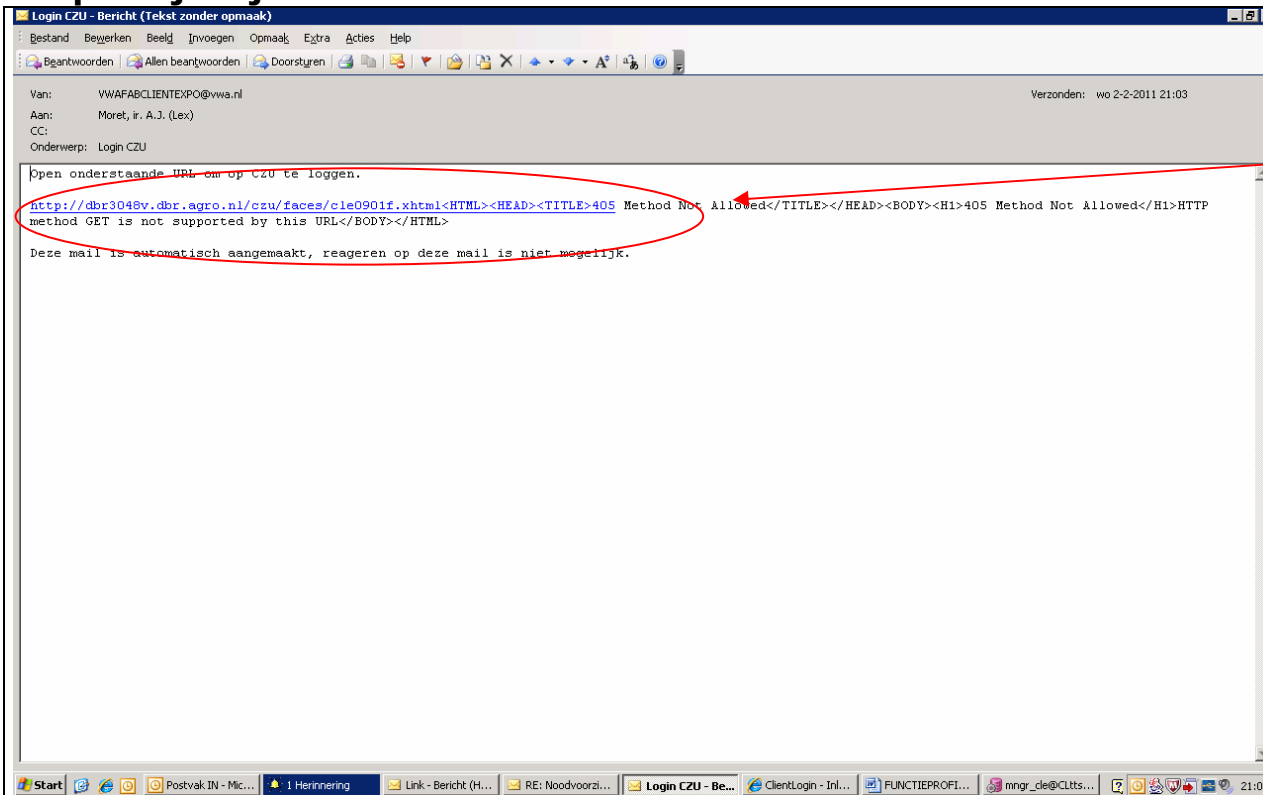 Login CZU - Bericht (Tekst zonder opmaak)
Bestand Bewerken Beeld Invoegen Opmaak Extra Acties Help
Beantwoorden Allen beantwoorden Doorsturen
Van: VWAFABCLIENTEXPO@vwa.nl Verzonden: wo 2-2-2011 21:03
Aan: Moret, ir. A.J. (Lex)
CC:
Onderwerp: Login CZU
Open onderstaande URL om op CZU te loggen.
http://dbr3048v.dbr.agro.nl/czu/faces/cle0901f.xhtml<HTML><HEAD><TITLE>405 Method Not Allowed</TITLE></HEAD><BODY><H1>405 Method Not Allowed</H1>HTTP
method GET is not supported by this URL</BODY></HTML>
Deze mail is automatisch aangemaakt, reageren op deze mail is niet mogelijk.
Start Postvak IN - Mic... 1 Herinnering Link - Bericht (H... RE: Noodvoorzi... Login CZU - Be... ClientLogin - Inl... FUNCTIEPROFI... mngr_cle@CLtts... 21:0